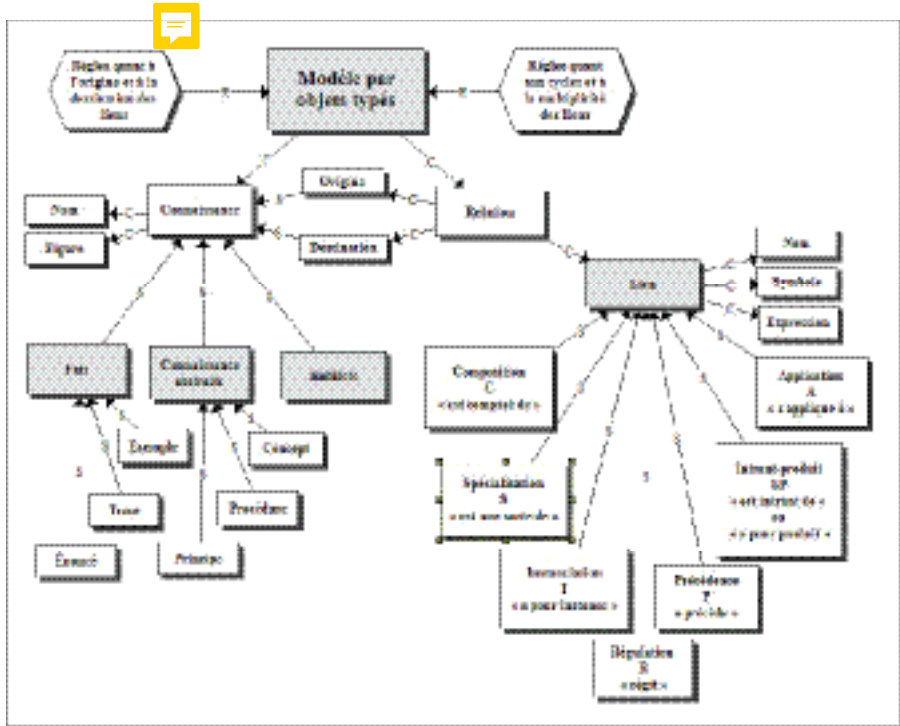 Règles quant à
l'origine et à la
destination des
liens
Modèle par
objets typés
Règles quant
aux cycles et à
la multiplicité
des liens
R
R
C
C
Origine
Nom
C
Connaissance
S
C
Relation
Figure
C
S
Destination
C
C
Nom
C
Lien
C
Symbole
C
Expression
S
S
S
S
S
Fait
Connaissance
abstraite
Composition
C
« est composé de »
S
S
Application
A
« s'applique à »
Exemple
S
S
S
S
Concept
S
S
S
Spécialisation
S
« est une sorte de »
S
Intrant-produit
I/P
« est intrant de »
ou
« a pour produit »
Tracé
Procédure
Énoncé
Principe
Instanciation
I
« a pour instance »
Précédence
P
« précède »
Régulation
R
« régit »